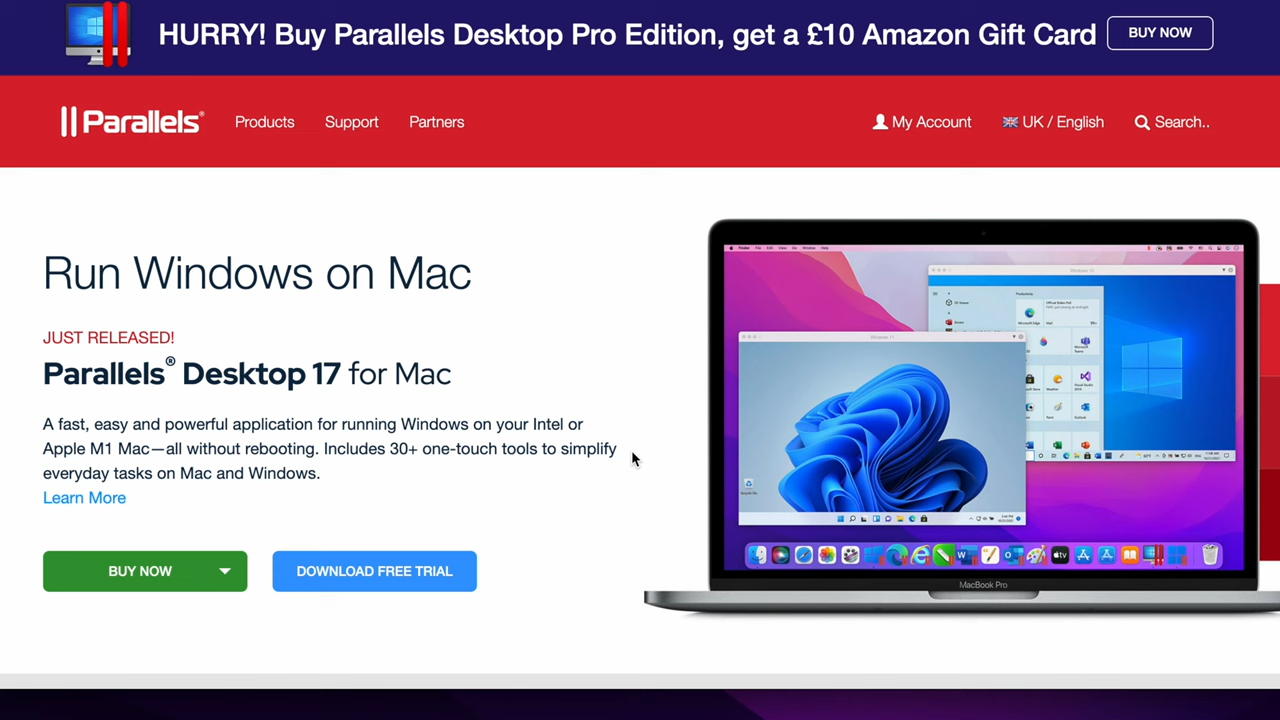 HURRY! Buy Parallels Desktop Pro Edition, get a £10 Amazon Gift Card
BUY NOW
Parallels®
Products
Support
Partners
My Account
UK / English
Search..
Run Windows on Mac
JUST RELEASED!
Parallels® Desktop 17 for Mac
A fast, easy and powerful application for running Windows on your Intel or
Apple M1 Mac—all without rebooting. Includes 30+ one-touch tools to simplify
everyday tasks on Mac and Windows.
Learn More
BUY NOW
DOWNLOAD FREE TRIAL
MacBook Pro